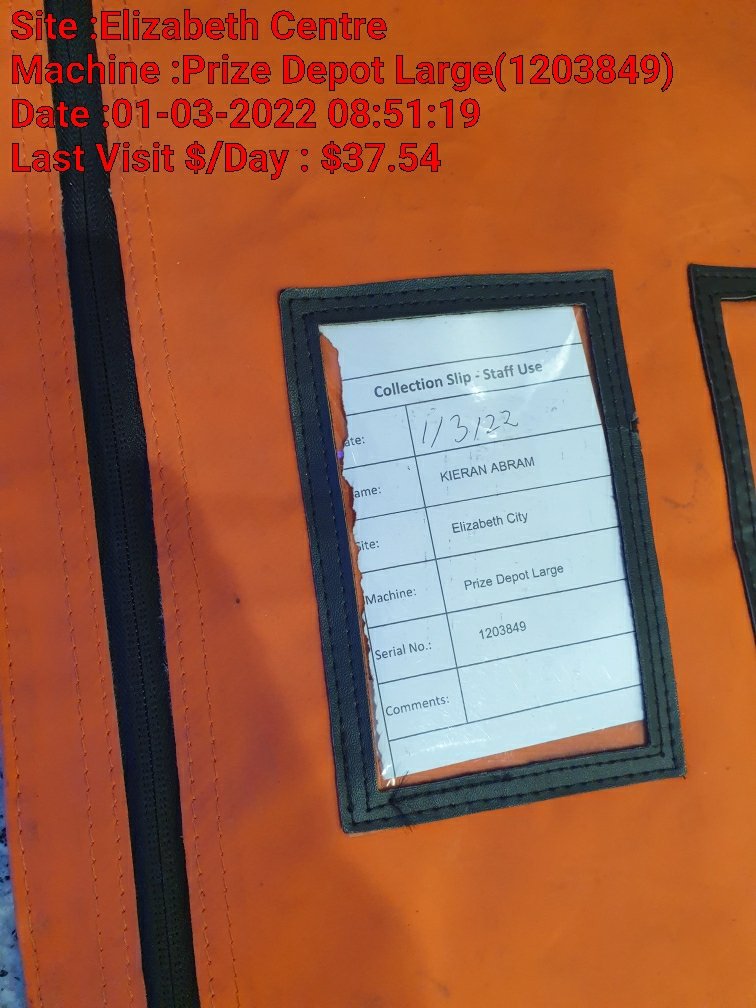 Site :Elizabeth Centre
Machine :Prize Depot Large(1203849)
Date :01-03-2022 08:51:19
Last Visit $/Day : $37.54
Collection Slip - Staff Use
ate: 1/3/22
ame: KIERAN ABRAM
Site: Elizabeth City
Machine: Prize Depot Large
Serial No.: 1203849
Comments: